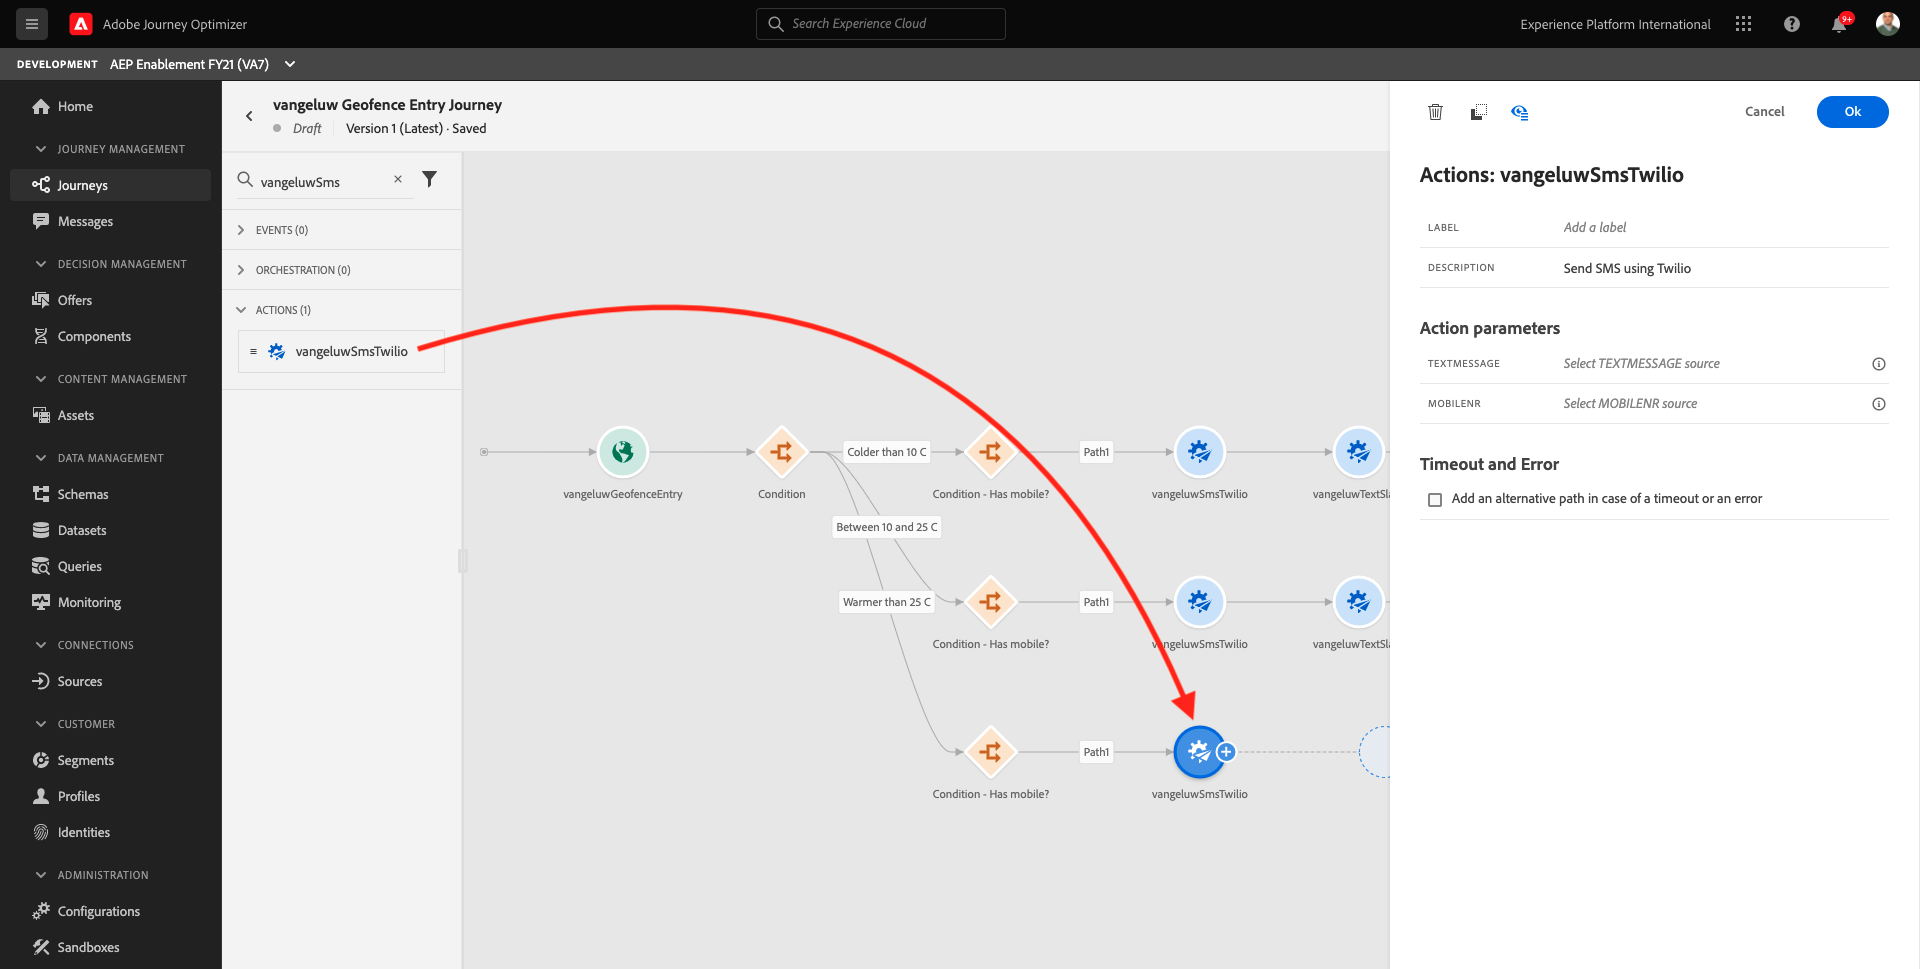 Adobe Journey Optimizer
Search Experience Cloud
Experience Platform International
9+
DEVELOPMENT AEP Enablement FY21 (VA7)
Home
JOURNEY MANAGEMENT
Journeys
Messages
DECISION MANAGEMENT
Offers
Components
CONTENT MANAGEMENT
Assets
DATA MANAGEMENT
Schemas
Datasets
Queries
Monitoring
CONNECTIONS
Sources
CUSTOMER
Segments
Profiles
Identities
ADMINISTRATION
Configurations
Sandboxes
vangeluw Geofence Entry Journey
Draft Version 1 (Latest) · Saved
vangeluwSms
EVENTS (0)
ORCHESTRATION (0)
ACTIONS (1)
vangeluwSmsTwilio
Colder than 10 C
Path1
vangeluwGeofenceEntry
Condition
Condition - Has mobile?
vangeluwSmsTwilio
vangeluwTextSla
Between 10 and 25 C
Warmer than 25 C
Path1
Condition - Has mobile?
vangeluwSmsTwilio
vangeluwTextSla
Path1
Condition - Has mobile?
vangeluwSmsTwilio
Cancel
Ok
Actions: vangeluwSmsTwilio
LABEL Add a label
DESCRIPTION Send SMS using Twilio
Action parameters
TEXTMESSAGE Select TEXTMESSAGE source
MOBILENR Select MOBILENR source
Timeout and Error
Add an alternative path in case of a timeout or an error